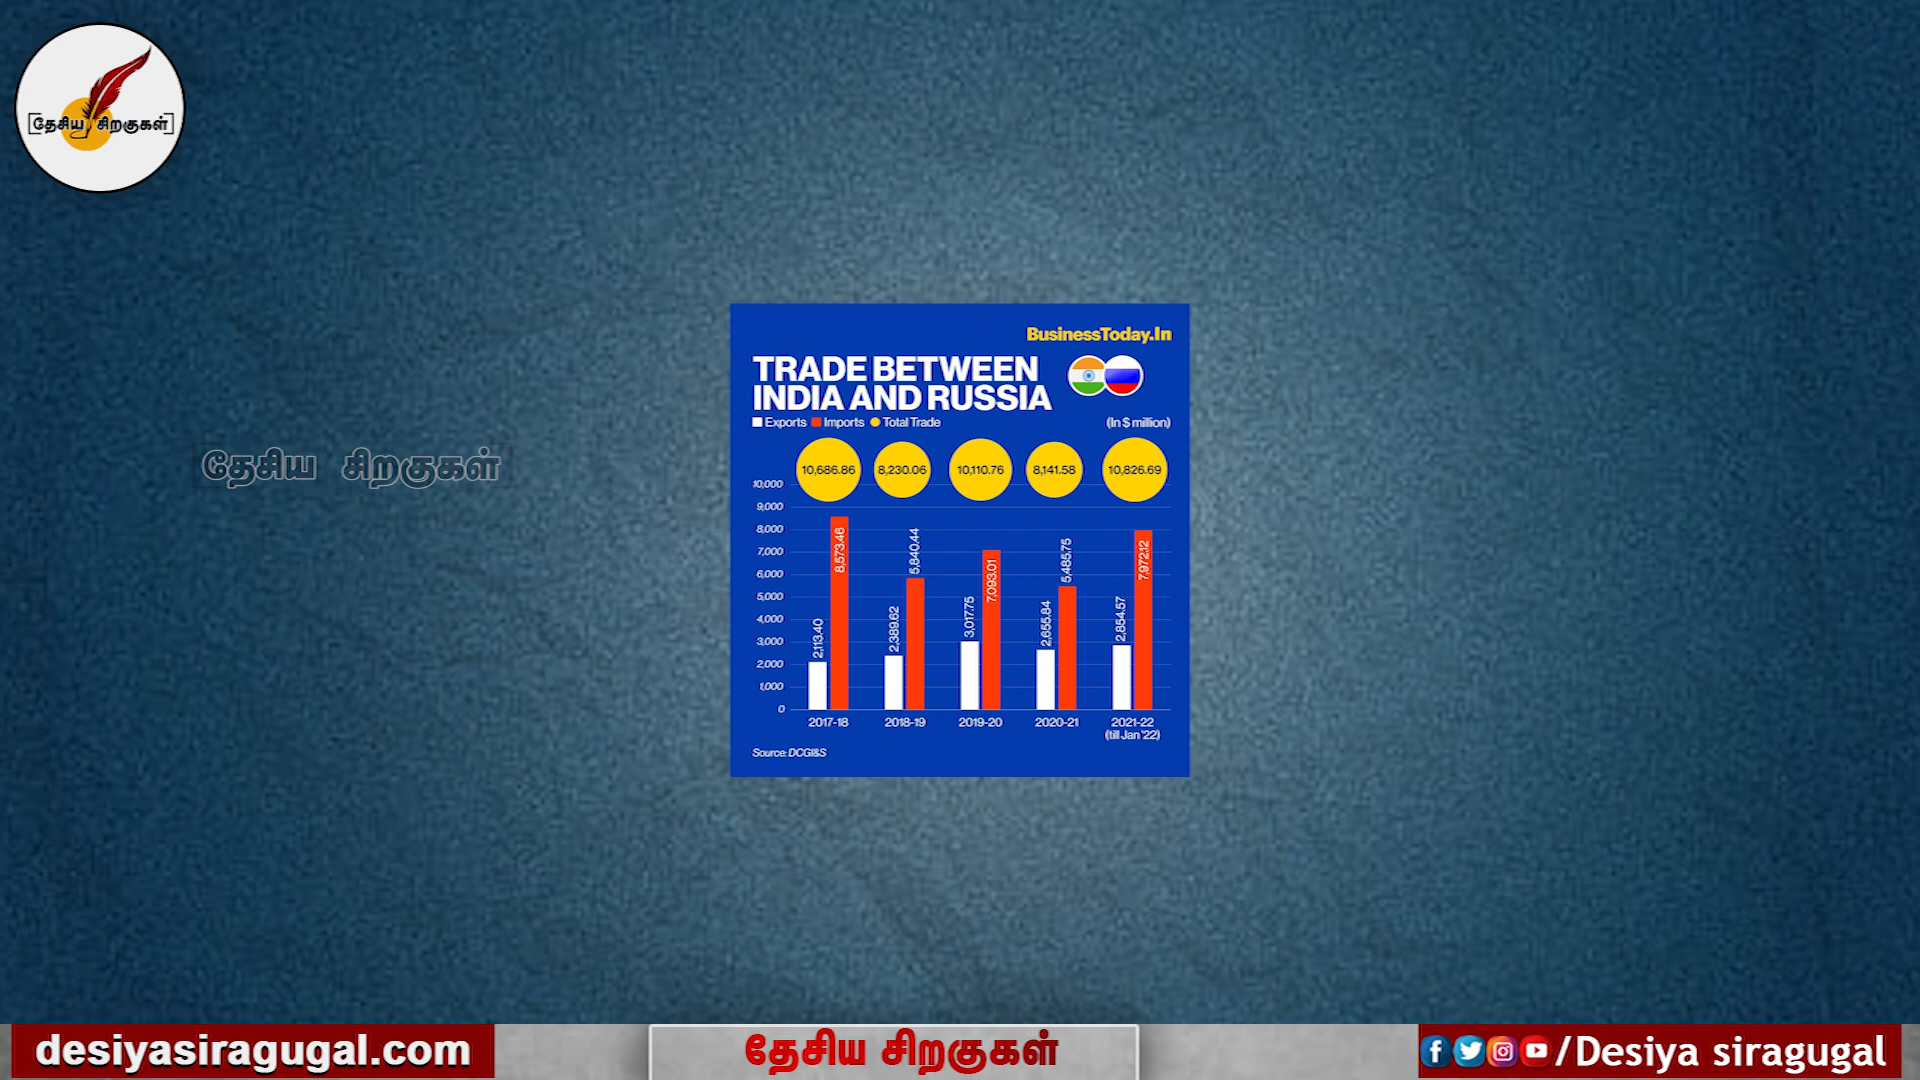 தேசிய சிறகுகள்
BusinessToday.In
TRADE BETWEEN
INDIA AND RUSSIA
Exports Imports Total Trade (In $ million)
10,686.86 8,230.06 10,110.76 8,141.58 10,826.69
10,000
9,000
8,000
7,000
6,000
5,000
4,000
3,000
2,000
1,000
0
2,113.40 8,573.46 2,389.62 5,840.44 3,017.75 7,093.01 2,655.84 5,485.75 2,854.57 7,972.12
2017-18 2018-19 2019-20 2020-21 2021-22
(till Jan '22)
Source: DCGI&S
தேசிய சிறகுகள்
desiyasiragugal.com
தேசிய சிறகுகள்
/Desiya siragugal